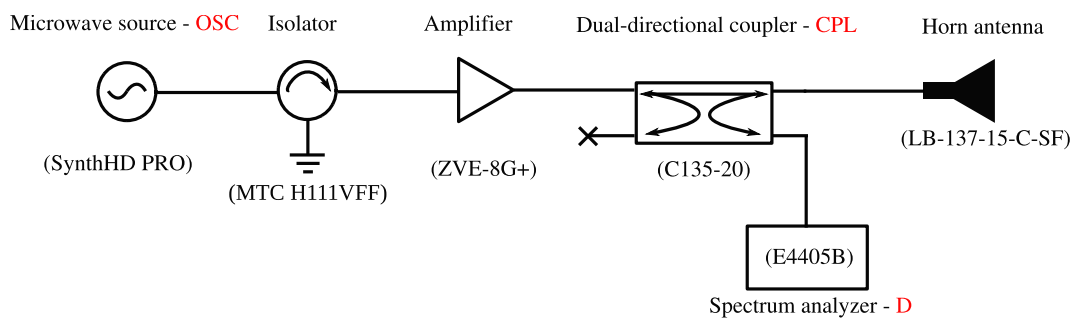 Microwave source - OSC
Isolator
Amplifier
Dual-directional coupler - CPL
Horn antenna
(SynthHD PRO)
(MTC H111VFF)
(ZVE-8G+)
(C135-20)
(LB-137-15-C-SF)
(E4405B)
Spectrum analyzer - D